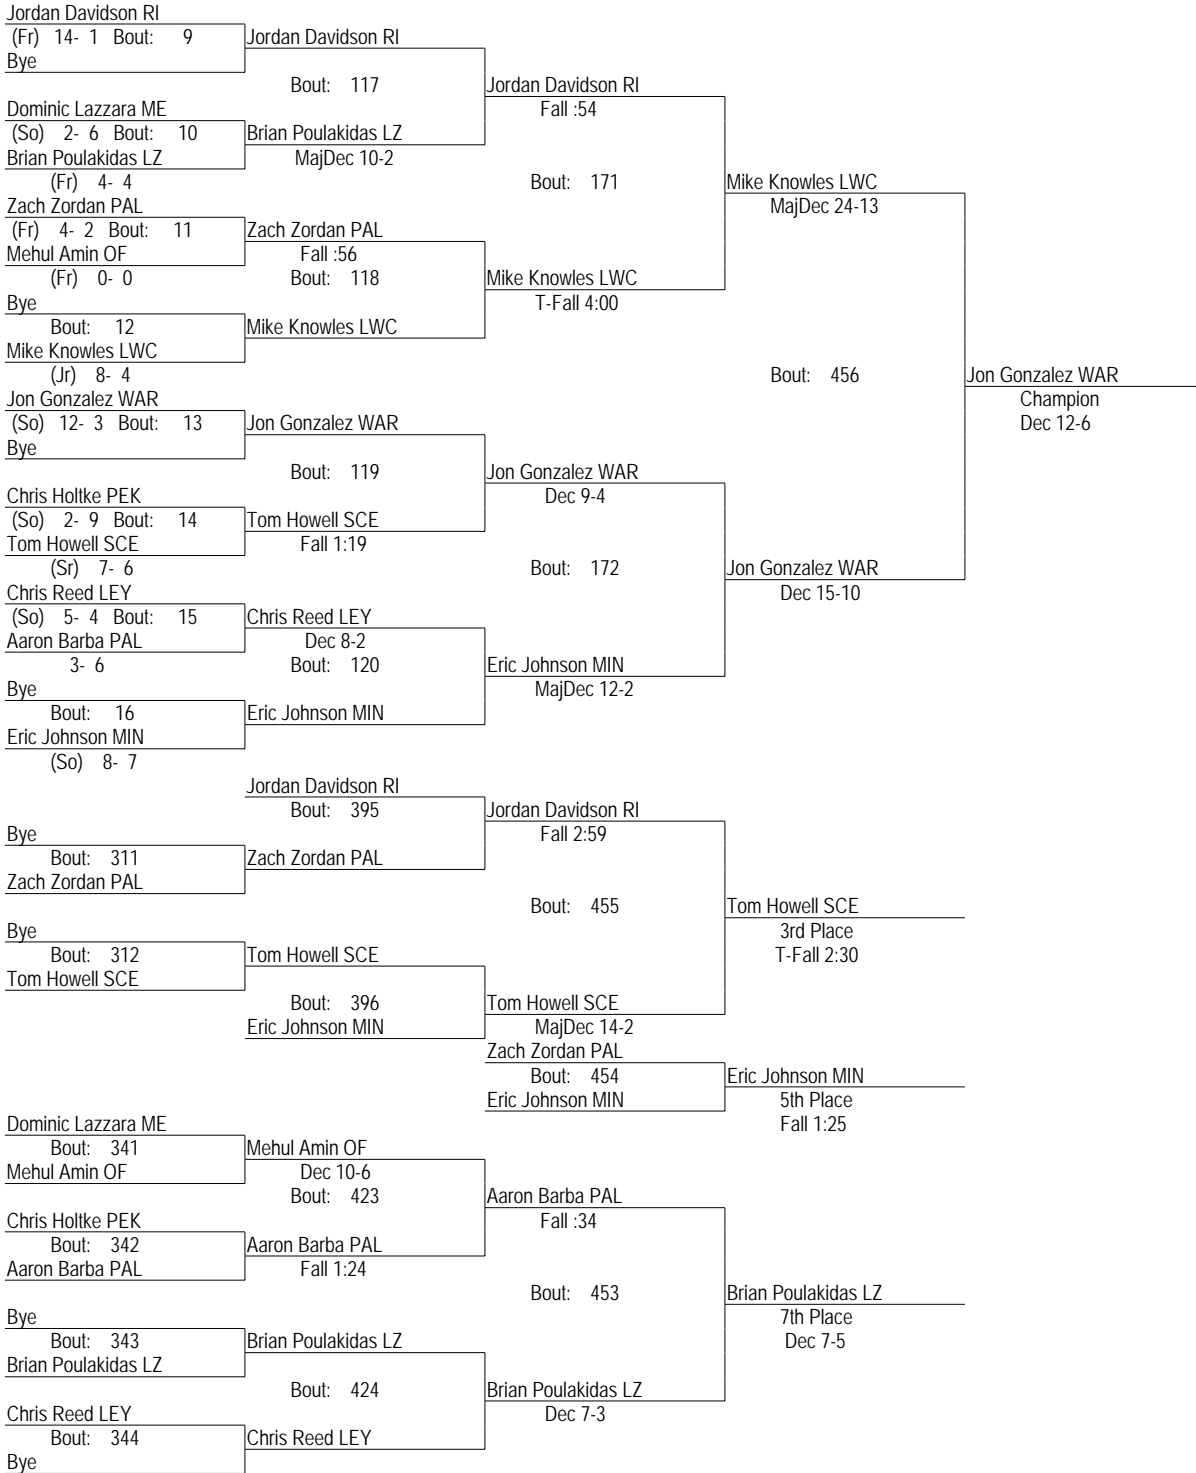 Jordan Davidson RI
(Fr) 14- 1 Bout: 9 Jordan Davidson RI
Bye
Bout: 117 Jordan Davidson RI
Dominic Lazzara ME Fall :54
(So) 2- 6 Bout: 10 Brian Poulakidas LZ
Brian Poulakidas LZ MajDec 10-2
(Fr) 4- 4 Bout: 171 Mike Knowles LWC
Zach Zordan PAL MajDec 24-13
(Fr) 4- 2 Bout: 11 Zach Zordan PAL
Mehul Amin OF Fall :56
(Fr) 0- 0 Bout: 118 Mike Knowles LWC
Bye T-Fall 4:00
Bout: 12 Mike Knowles LWC
Mike Knowles LWC
(Jr) 8- 4 Bout: 456 Jon Gonzalez WAR
Jon Gonzalez WAR Champion
(So) 12- 3 Bout: 13 Jon Gonzalez WAR Dec 12-6
Bye
Bout: 119 Jon Gonzalez WAR
Chris Holtke PEK Dec 9-4
(So) 2- 9 Bout: 14 Tom Howell SCE
Tom Howell SCE Fall 1:19
(Sr) 7- 6 Bout: 172 Jon Gonzalez WAR
Chris Reed LEY Dec 15-10
(So) 5- 4 Bout: 15 Chris Reed LEY
Aaron Barba PAL Dec 8-2
3- 6 Bout: 120 Eric Johnson MIN
Bye MajDec 12-2
Bout: 16 Eric Johnson MIN
Eric Johnson MIN
(So) 8- 7
Jordan Davidson RI
Bout: 395 Jordan Davidson RI
Bye Fall 2:59
Bout: 311 Zach Zordan PAL
Zach Zordan PAL
Bout: 455 Tom Howell SCE
Bye 3rd Place
Bout: 312 Tom Howell SCE T-Fall 2:30
Tom Howell SCE
Bout: 396 Tom Howell SCE
Eric Johnson MIN MajDec 14-2
Zach Zordan PAL
Bout: 454 Eric Johnson MIN
Eric Johnson MIN 5th Place
Dominic Lazzara ME Fall 1:25
Bout: 341 Mehul Amin OF
Mehul Amin OF Dec 10-6
Bout: 423 Aaron Barba PAL
Chris Holtke PEK Fall :34
Bout: 342 Aaron Barba PAL
Aaron Barba PAL Fall 1:24
Bout: 453 Brian Poulakidas LZ
Bye 7th Place
Bout: 343 Brian Poulakidas LZ Dec 7-5
Brian Poulakidas LZ
Bout: 424 Brian Poulakidas LZ
Chris Reed LEY Dec 7-3
Bout: 344 Chris Reed LEY
Bye